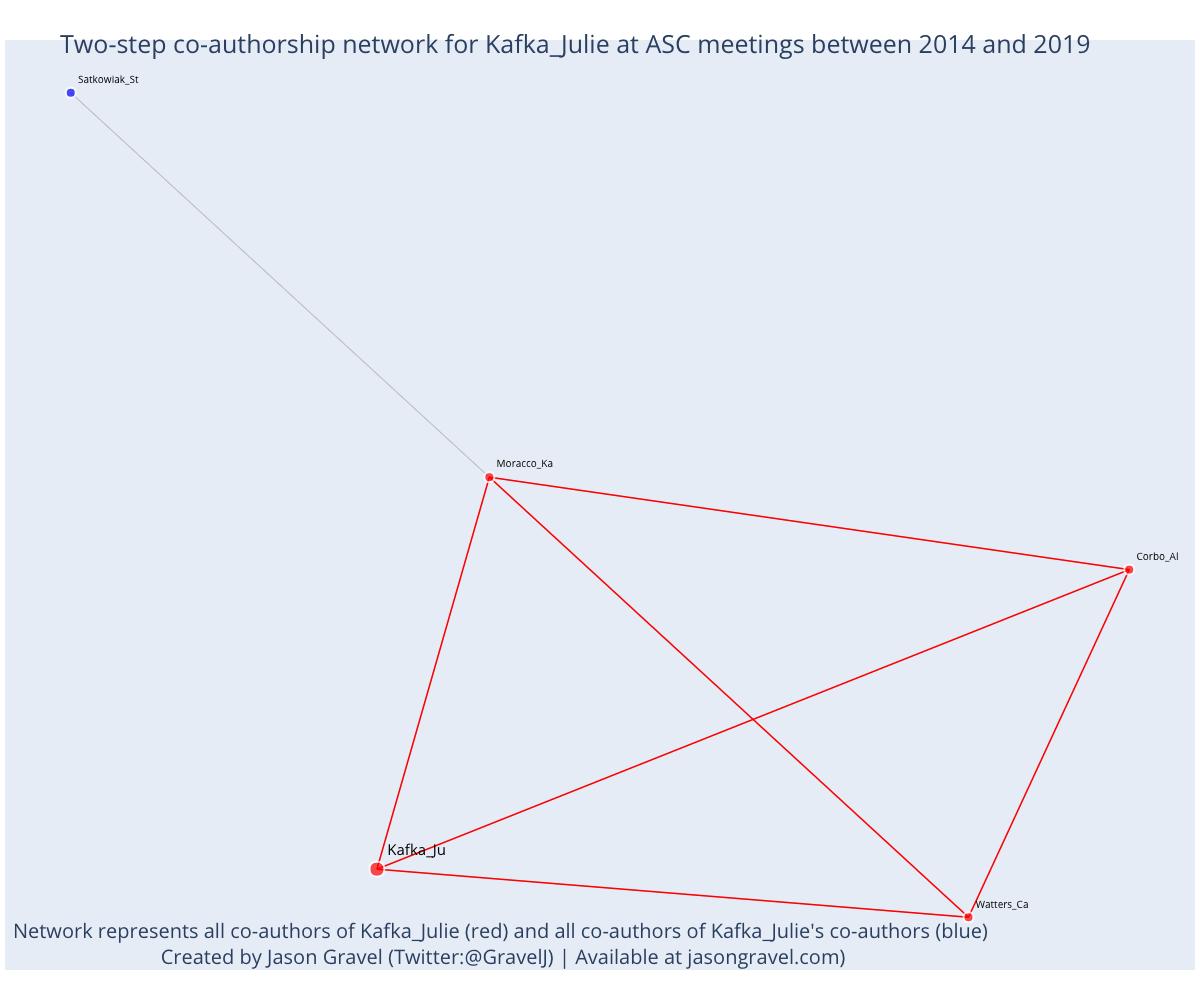 Two-step co-authorship network for Kafka_Julie at ASC meetings between 2014 and 2019
Satkowiak_St
Moracco_Ka
Corbo_Al
Kafka_Ju
Watters_Ca
Network represents all co-authors of Kafka_Julie (red) and all co-authors of Kafka_Julie's co-authors (blue)
Created by Jason Gravel (Twitter:@GravelJ) | Available at jasongravel.com)